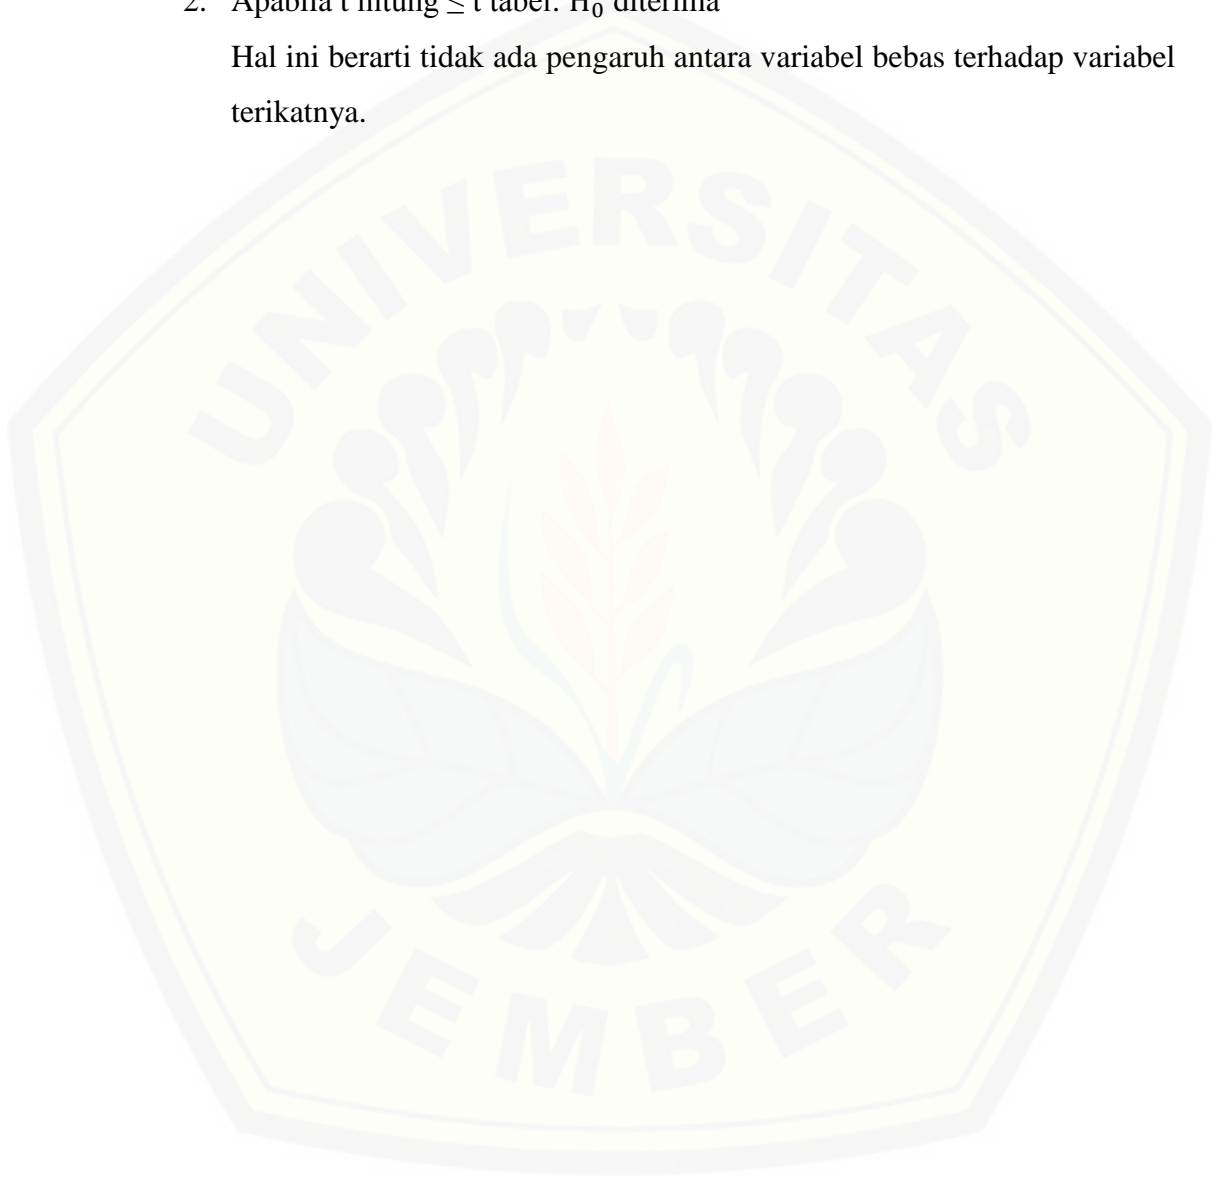 2. Apabila t hitung ≤ t tabel. H₀ diterima
Hal ini berarti tidak ada pengaruh antara variabel bebas terhadap variabel
terikatnya.
UNIVERSITAS
JEMBER